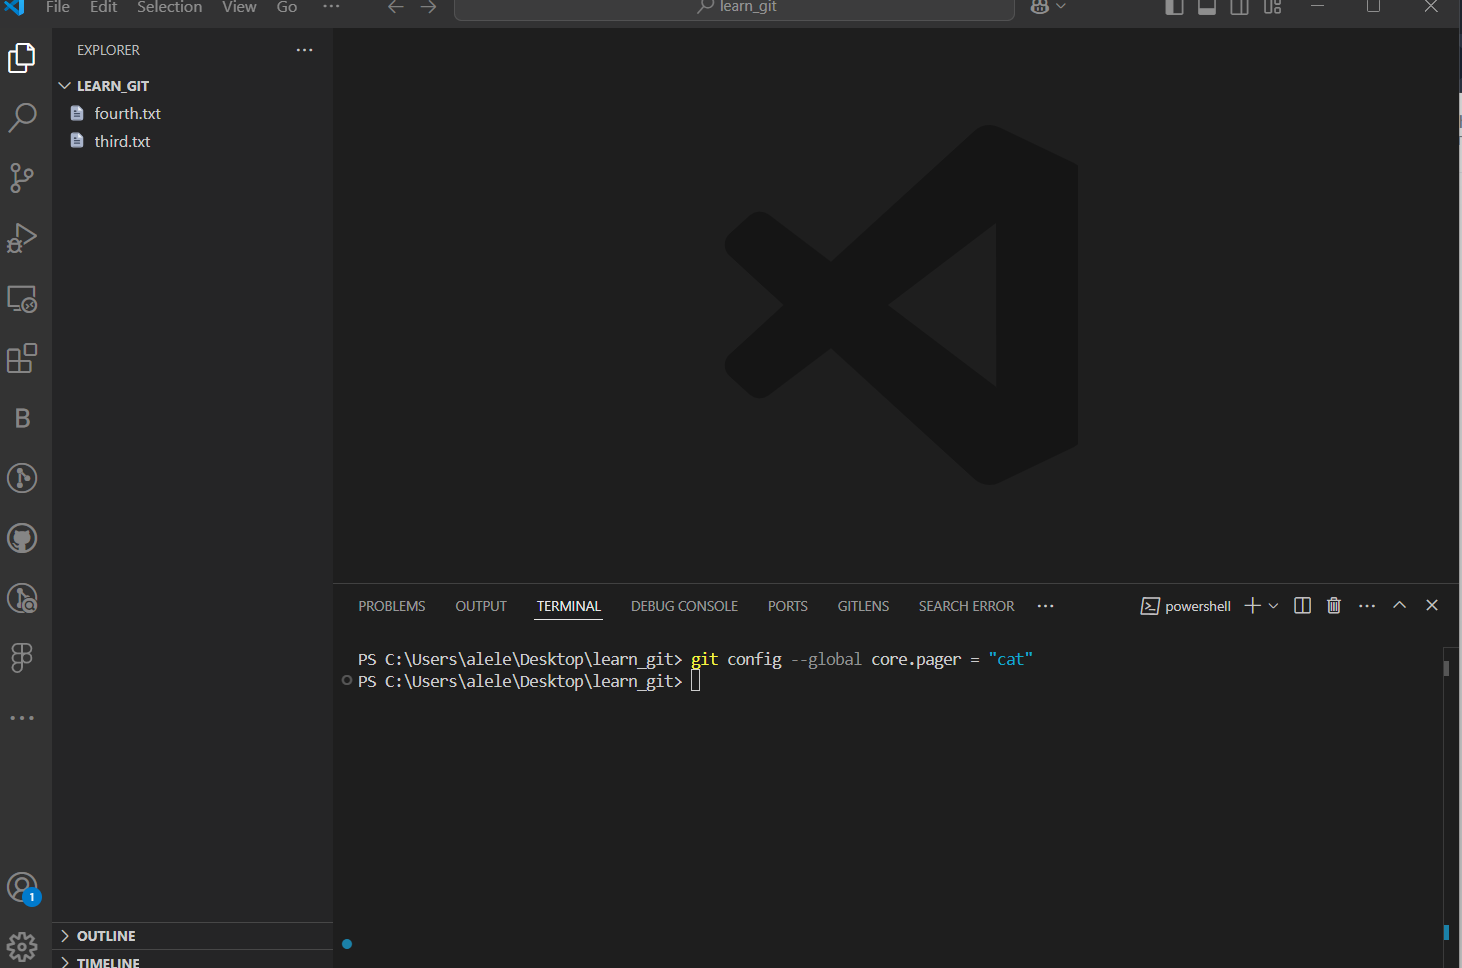 File Edit Selection View Go ··· learn_git
EXPLORER ···
LEARN_GIT
fourth.txt
third.txt
B
PROBLEMS OUTPUT TERMINAL DEBUG CONSOLE PORTS GITLENS SEARCH ERROR ··· powershell ···
PS C:\Users\alele\Desktop\learn_git> git config --global core.pager = "cat"
PS C:\Users\alele\Desktop\learn_git>
1
OUTLINE
TIMELINE